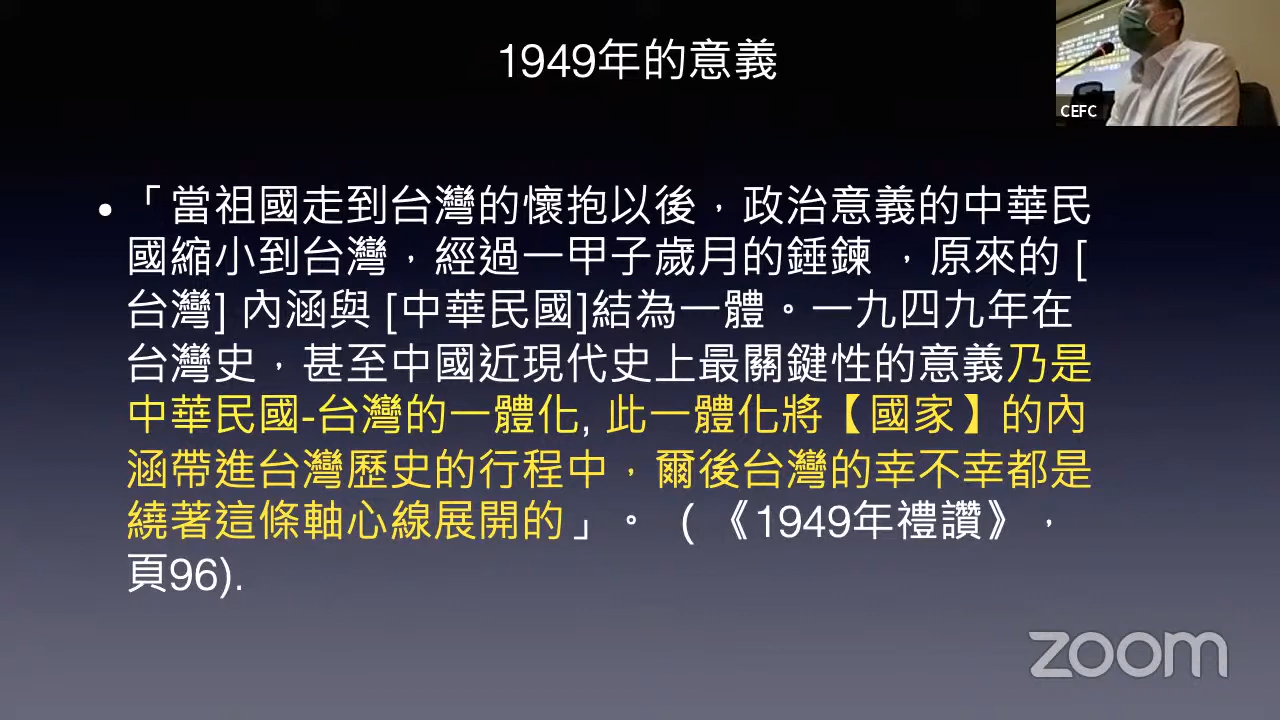 1949年的意義
CEFC
• 「當祖國走到台灣的懷抱以後，政治意義的中華民
國縮小到台灣，經過一甲子歲月的錘鍊 ，原來的 [
台灣] 內涵與 [中華民國]結為一體。一九四九年在
台灣史，甚至中國近現代史上最關鍵性的意義乃是
中華民國-台灣的一體化, 此一體化將【國家】的內
涵帶進台灣歷史的行程中，爾後台灣的幸不幸都是
繞著這條軸心線展開的」。 (《1949年禮讚》，
頁96).
zoom